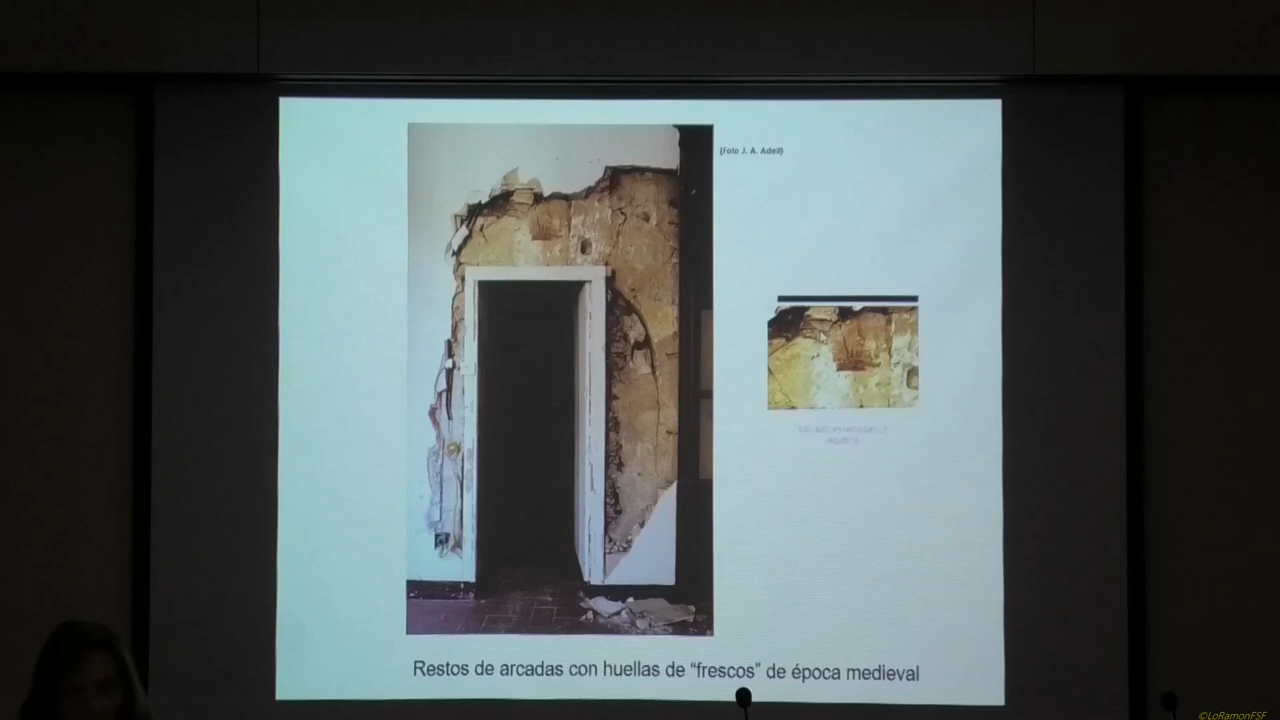 (Foto J. A. Adell)
Restos de arcadas con huellas de “frescos” de época medieval
©LoRamonFSF